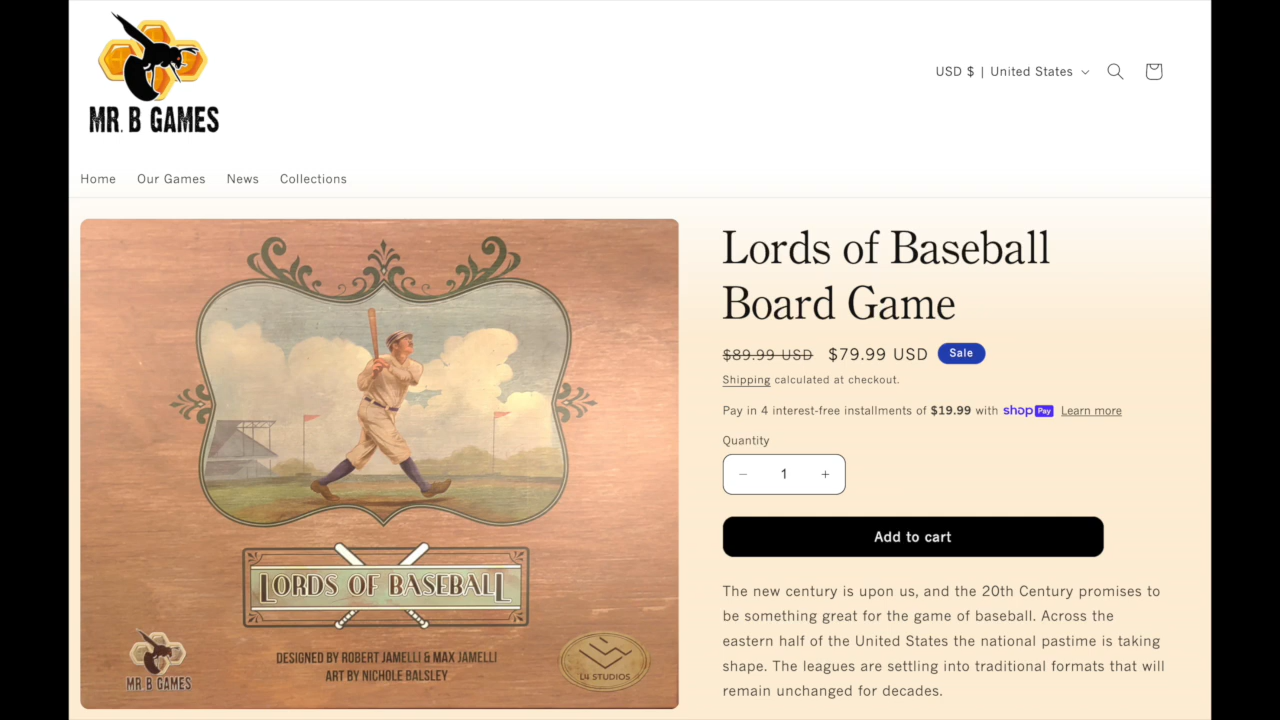 MR. B GAMES
USD $ | United States
Home Our Games News Collections
LORDS OF BASEBALL
MR. B GAMES
DESIGNED BY ROBERT JAMELLI & MAX JAMELLI
ART BY NICHOLE BALSLEY
LV STUDIOS
Lords of Baseball
Board Game
$89.99 USD $79.99 USD Sale
Shipping calculated at checkout.
Pay in 4 interest-free installments of $19.99 with shop Pay Learn more
Quantity
− 1 +
Add to cart
The new century is upon us, and the 20th Century promises to
be something great for the game of baseball. Across the
eastern half of the United States the national pastime is taking
shape. The leagues are settling into traditional formats that will
remain unchanged for decades.